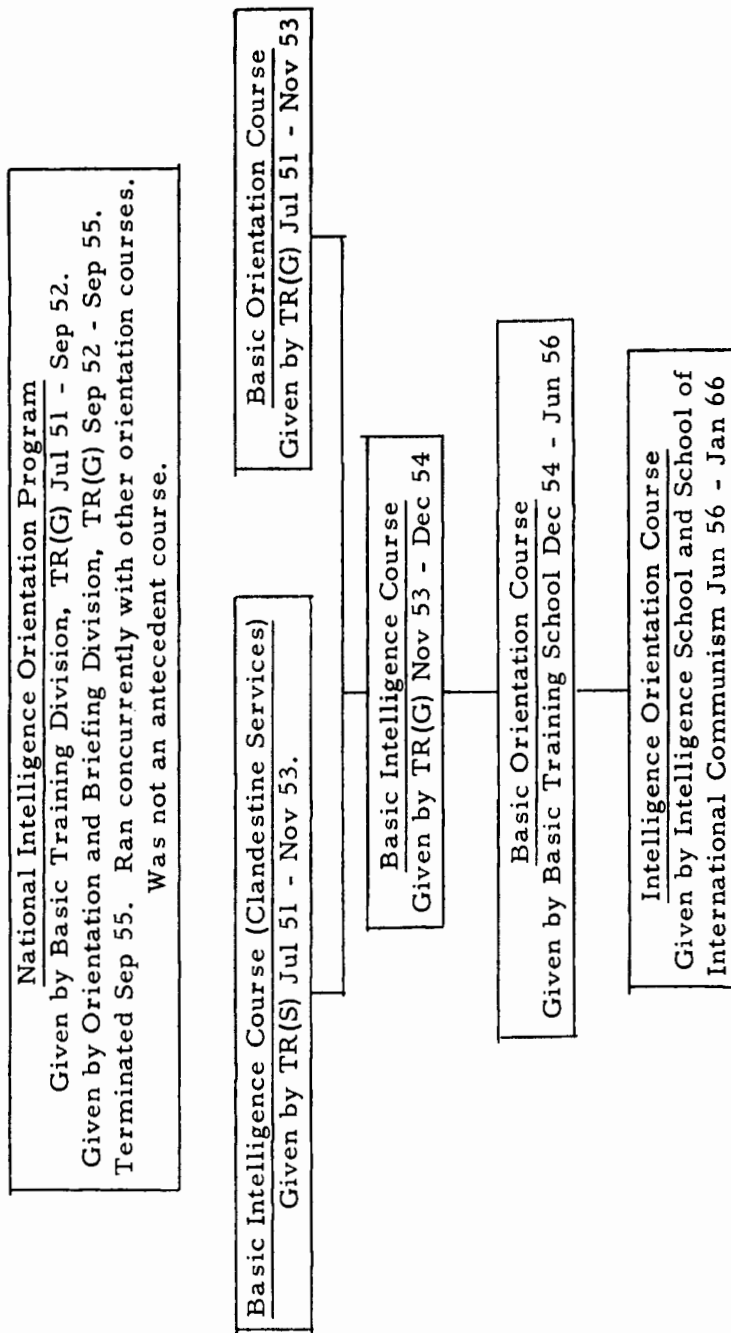 National Intelligence Orientation Program
Given by Basic Training Division, TR(G) Jul 51 - Sep 52.
Given by Orientation and Briefing Division, TR(G) Sep 52 - Sep 55.
Terminated Sep 55. Ran concurrently with other orientation courses.
Was not an antecedent course.
Basic Intelligence Course (Clandestine Services)
Given by TR(S) Jul 51 - Nov 53.
Basic Orientation Course
Given by TR(G) Jul 51 - Nov 53
Basic Intelligence Course
Given by TR(G) Nov 53 - Dec 54
Basic Orientation Course
Given by Basic Training School Dec 54 - Jun 56
Intelligence Orientation Course
Given by Intelligence School and School of
International Communism Jun 56 - Jan 66